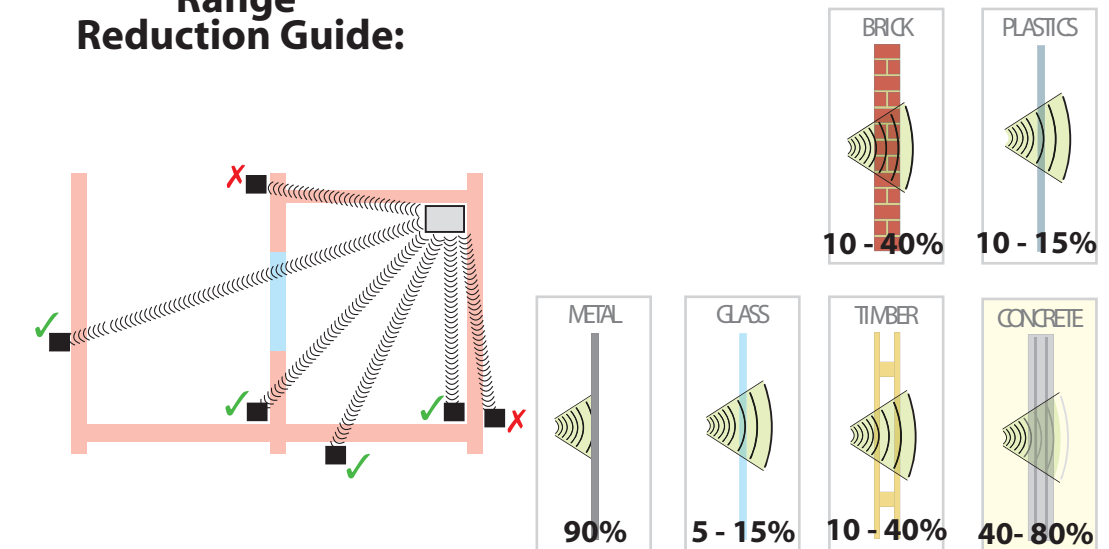 Range
Reduction Guide:
BRICK
10 - 40%
PLASTICS
10 - 15%
METAL
90%
GLASS
5 - 15%
TIMBER
10 - 40%
CONCRETE
40- 80%